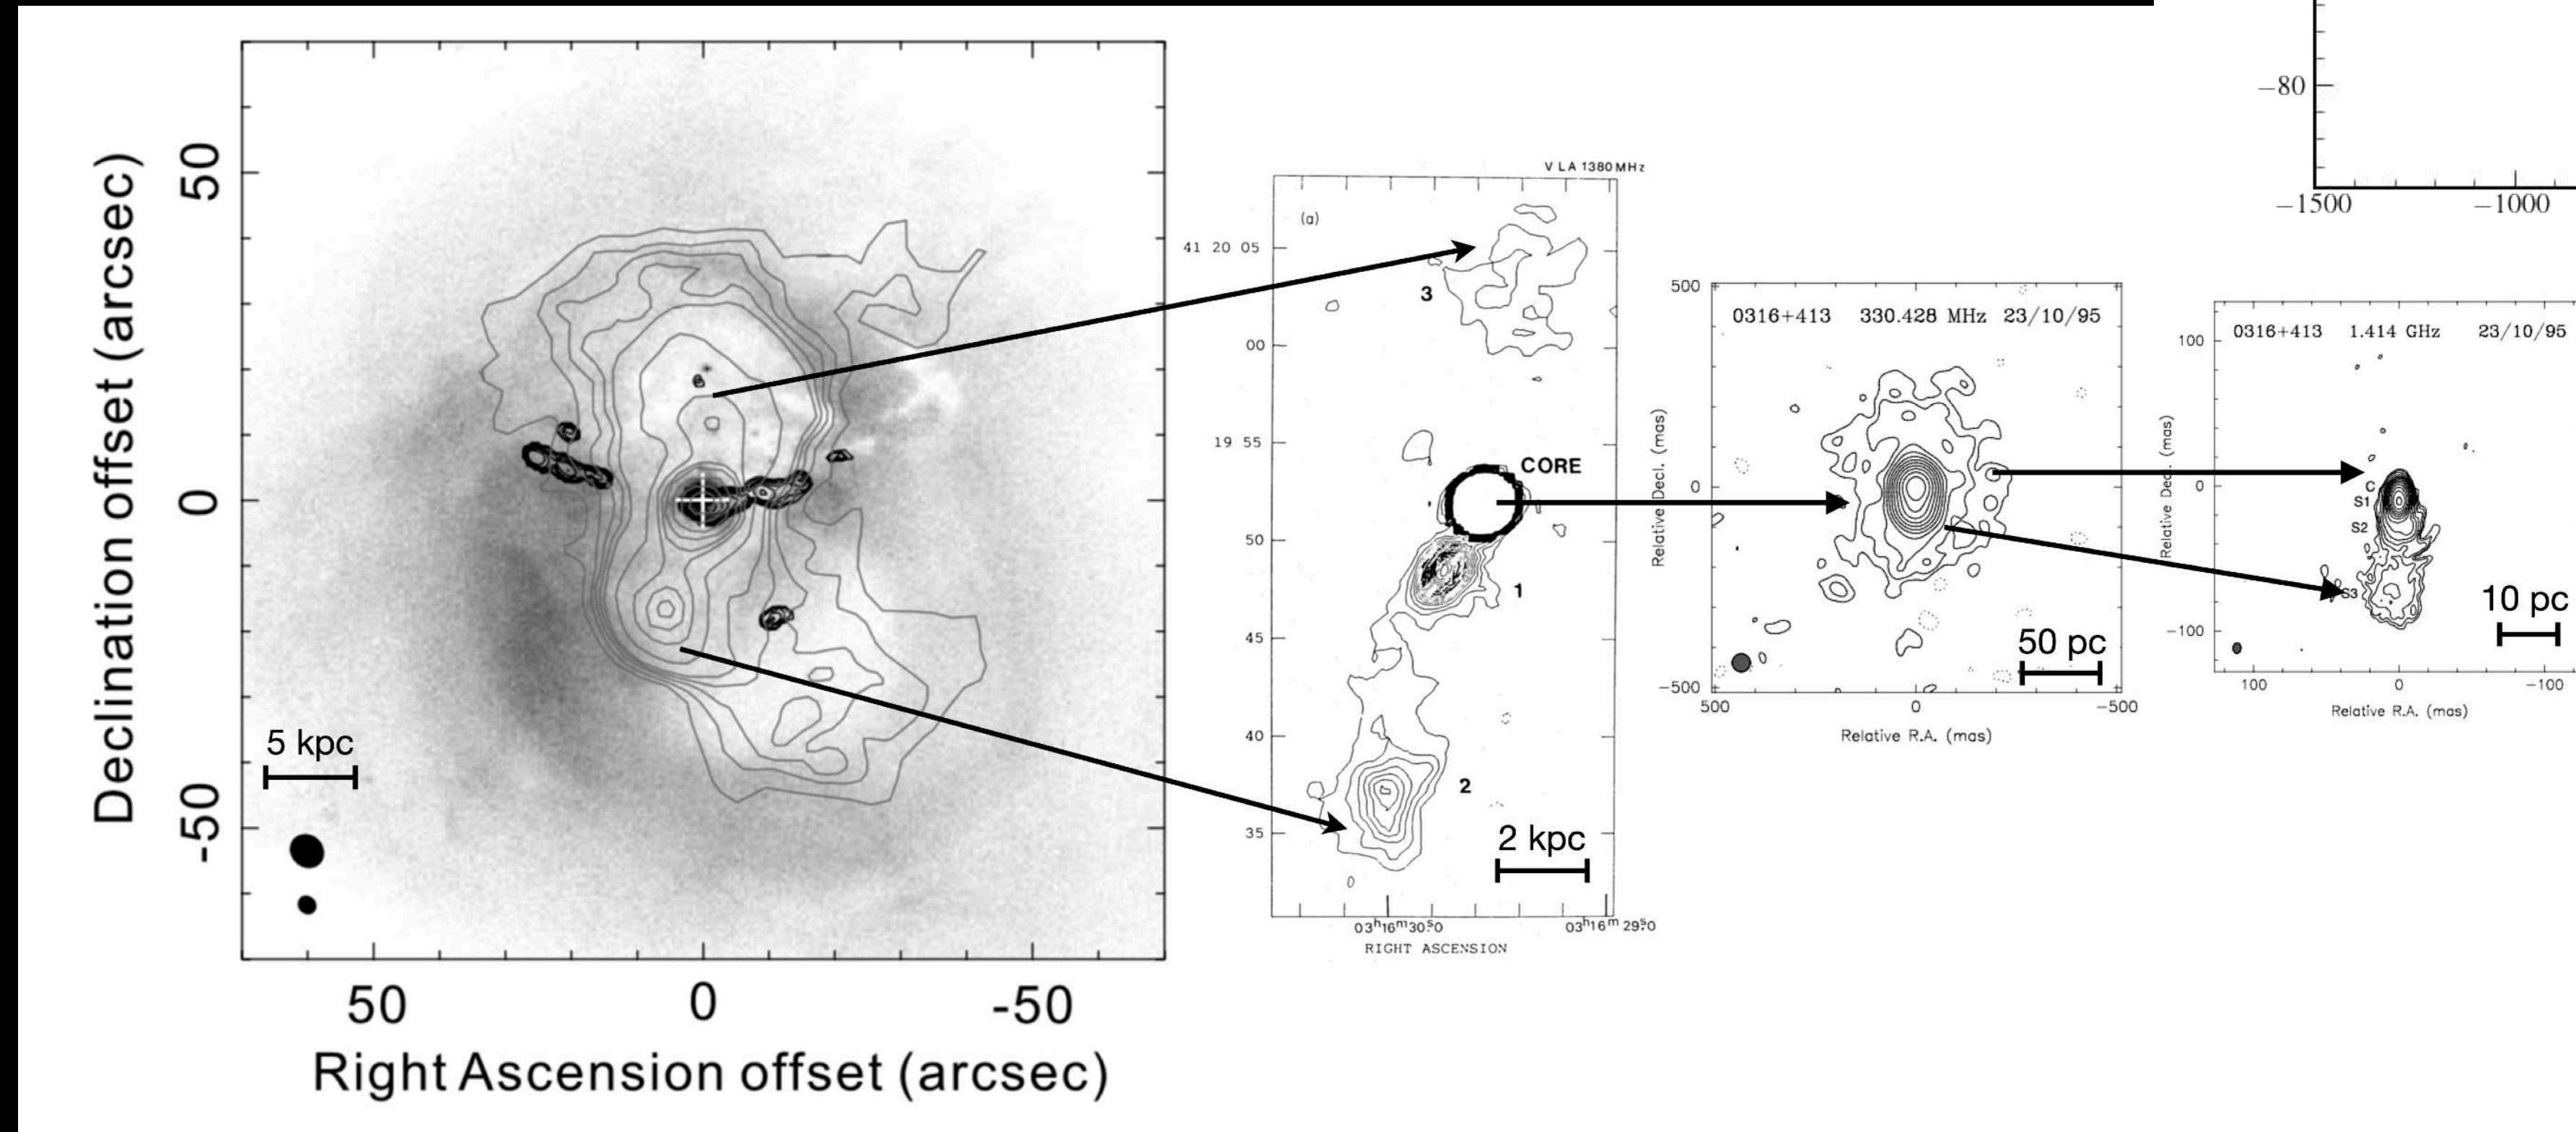 Declination offset (arcsec)
50
0
-50
5 kpc
50
0
-50
Right Ascension offset (arcsec)
VLA 1380 MHz
(a)
41 20 05
3
00
19 55
CORE
50
1
45
40
2
35
2 kpc
03h16m30s.0
03h16m29s.0
RIGHT ASCENSION
500
0316+413 330.428 MHz 23/10/95
Relative Decl. (mas)
0
50 pc
-500
500
0
-500
Relative R.A. (mas)
−80
−1500
−1000
0316+413 1.414 GHz 23/10/95
100
Relative Decl. (mas)
0
C
S1
S2
S3
10 pc
-100
100
0
-100
Relative R.A. (mas)